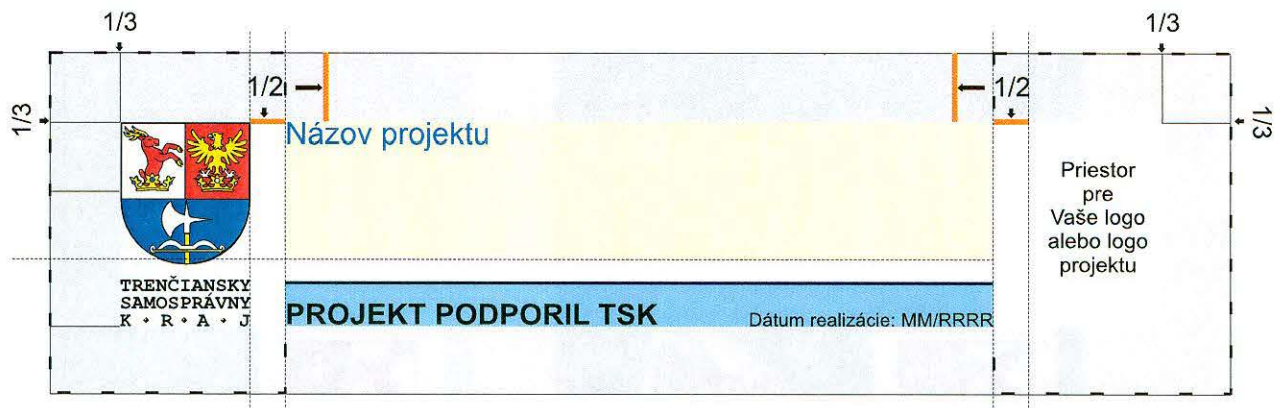 1/3
1/3
1/3
1/2
1/2
1/3
Názov projektu
Priestor
pre
Vaše logo
alebo logo
projektu
TRENČIANSKY
SAMOSPRÁVNY
K • R • A • J
PROJEKT PODPORIL TSK
Dátum realizácie: MM/RRRR